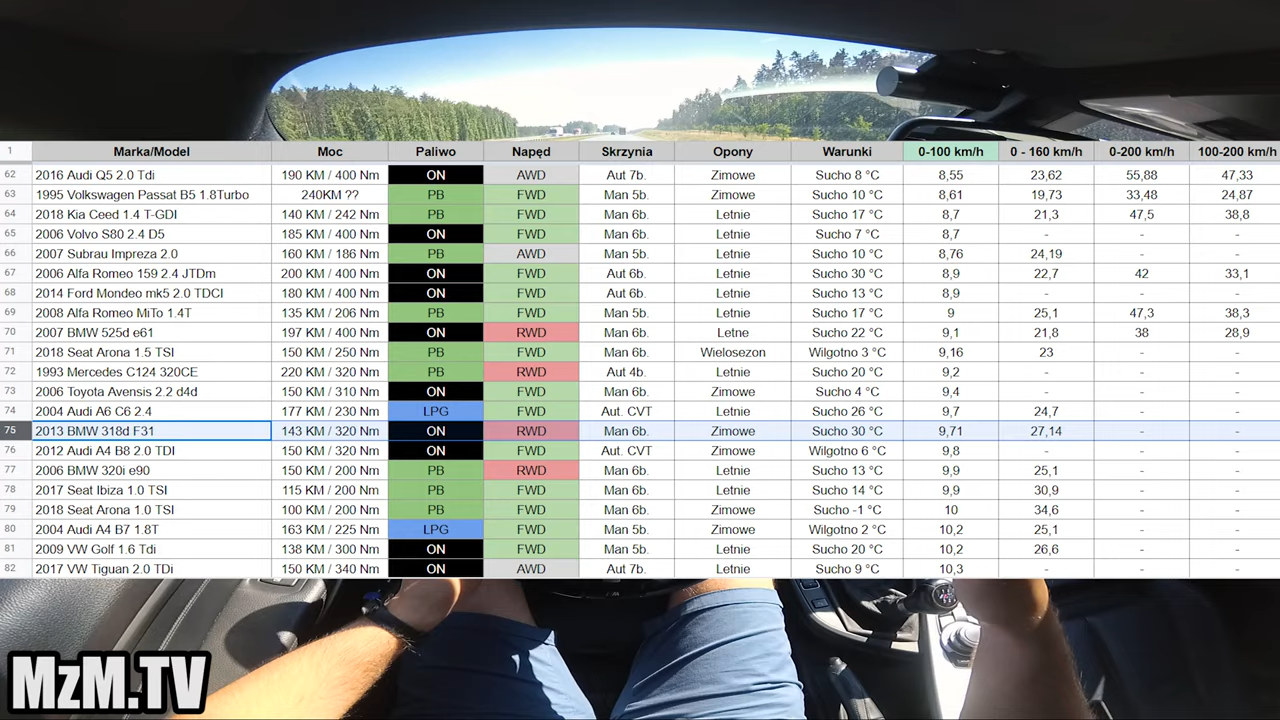 1 Marka/Model Moc Paliwo Napęd Skrzynia Opony Warunki 0-100 km/h 0 - 160 km/h 0-200 km/h 100-200 km/h
62 2016 Audi Q5 2.0 Tdi 190 KM / 400 Nm ON AWD Aut 7b. Zimowe Sucho 8 °C 8,55 23,62 55,88 47,33
63 1995 Volkswagen Passat B5 1.8Turbo 240KM ?? PB FWD Man 5b. Zimowe Sucho 10 °C 8,61 19,73 33,48 24,87
64 2018 Kia Ceed 1.4 T-GDI 140 KM / 242 Nm PB FWD Man 6b. Letnie Sucho 17 °C 8,7 21,3 47,5 38,8
65 2006 Volvo S80 2.4 D5 185 KM / 400 Nm ON FWD Man 6b. Letnie Sucho 7 °C 8,7 - - -
66 2007 Subrau Impreza 2.0 160 KM / 186 Nm PB AWD Man 5b. Letnie Sucho 10 °C 8,76 24,19 - -
67 2006 Alfa Romeo 159 2.4 JTDm 200 KM / 400 Nm ON FWD Aut 6b. Letnie Sucho 30 °C 8,9 22,7 42 33,1
68 2014 Ford Mondeo mk5 2.0 TDCI 180 KM / 400 Nm ON FWD Aut 6b. Letnie Sucho 13 °C 8,9 - - -
69 2008 Alfa Romeo MiTo 1.4T 135 KM / 206 Nm PB FWD Man 5b. Letnie Sucho 17 °C 9 25,1 47,3 38,3
70 2007 BMW 525d e61 197 KM / 400 Nm ON RWD Man 6b. Letne Sucho 22 °C 9,1 21,8 38 28,9
71 2018 Seat Arona 1.5 TSI 150 KM / 250 Nm PB FWD Man 6b. Wielosezon Wilgotno 3 °C 9,16 23 - -
72 1993 Mercedes C124 320CE 220 KM / 320 Nm PB RWD Aut 4b. Letnie Sucho 20 °C 9,2 - - -
73 2006 Toyota Avensis 2.2 d4d 150 KM / 310 Nm ON FWD Man 6b. Zimowe Sucho 4 °C 9,4 - - -
74 2004 Audi A6 C6 2.4 177 KM / 230 Nm LPG FWD Aut. CVT Letnie Sucho 26 °C 9,7 24,7 - -
75 2013 BMW 318d F31 143 KM / 320 Nm ON RWD Man 6b. Zimowe Sucho 30 °C 9,71 27,14 - -
76 2012 Audi A4 B8 2.0 TDI 150 KM / 320 Nm ON FWD Aut. CVT Zimowe Wilgotno 6 °C 9,8 - - -
77 2006 BMW 320i e90 150 KM / 200 Nm PB RWD Man 6b. Letnie Sucho 13 °C 9,9 25,1 - -
78 2017 Seat Ibiza 1.0 TSI 115 KM / 200 Nm PB FWD Man 6b. Letnie Sucho 14 °C 9,9 30,9 - -
79 2018 Seat Arona 1.0 TSI 100 KM / 200 Nm PB FWD Man 6b. Zimowe Sucho -1 °C 10 34,6 - -
80 2004 Audi A4 B7 1.8T 163 KM / 225 Nm LPG FWD Man 5b. Zimowe Wilgotno 2 °C 10,2 25,1 - -
81 2009 VW Golf 1.6 Tdi 138 KM / 300 Nm ON FWD Man 5b. Letnie Sucho 20 °C 10,2 26,6 - -
82 2017 VW Tiguan 2.0 TDi 150 KM / 340 Nm ON AWD Aut 7b. Letnie Sucho 9 °C 10,3 - - -
MzM.TV